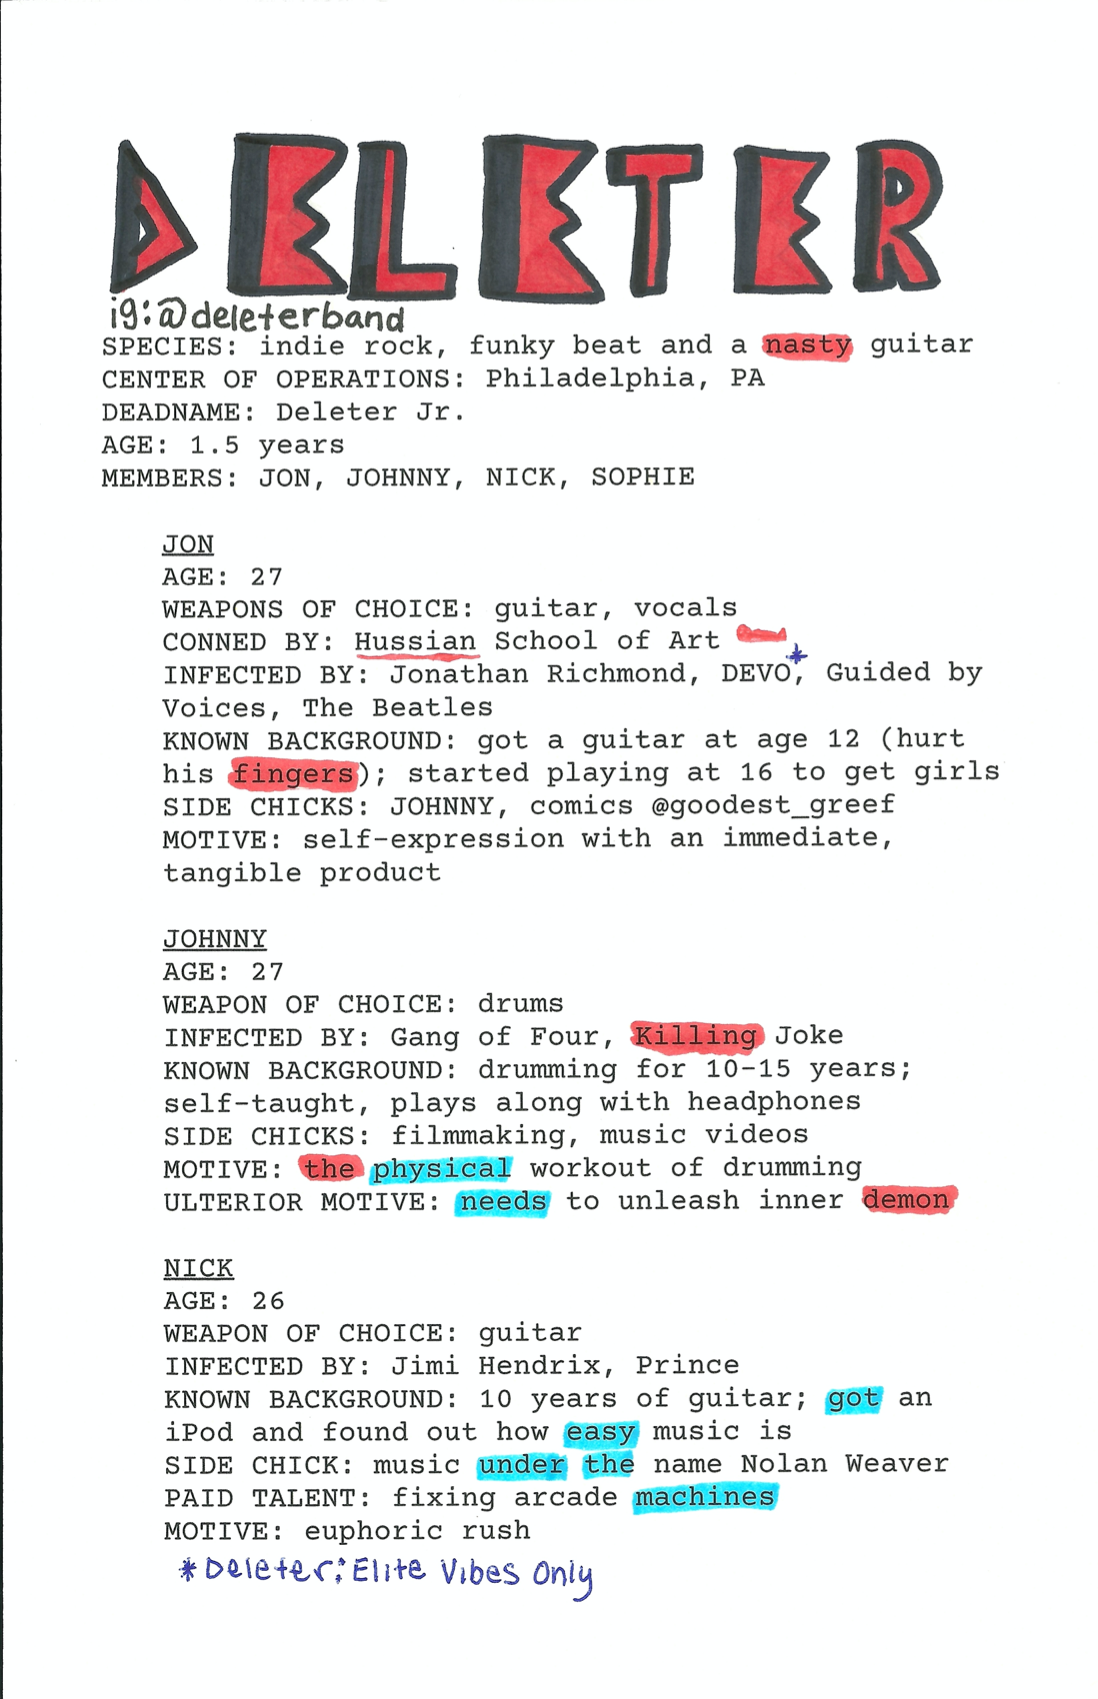 DELETER
ig:@deleterband
SPECIES: indie rock, funky beat and a nasty guitar
CENTER OF OPERATIONS: Philadelphia, PA
DEADNAME: Deleter Jr.
AGE: 1.5 years
MEMBERS: JON, JOHNNY, NICK, SOPHIE
JON
AGE: 27
WEAPONS OF CHOICE: guitar, vocals
CONNED BY: Hussian School of Art
INFECTED BY: Jonathan Richmond, DEVO*, Guided by
Voices, The Beatles
KNOWN BACKGROUND: got a guitar at age 12 (hurt
his fingers); started playing at 16 to get girls
SIDE CHICKS: JOHNNY, comics @goodest_greef
MOTIVE: self-expression with an immediate,
tangible product
JOHNNY
AGE: 27
WEAPON OF CHOICE: drums
INFECTED BY: Gang of Four, Killing Joke
KNOWN BACKGROUND: drumming for 10-15 years;
self-taught, plays along with headphones
SIDE CHICKS: filmmaking, music videos
MOTIVE: the physical workout of drumming
ULTERIOR MOTIVE: needs to unleash inner demon
NICK
AGE: 26
WEAPON OF CHOICE: guitar
INFECTED BY: Jimi Hendrix, Prince
KNOWN BACKGROUND: 10 years of guitar; got an
iPod and found out how easy music is
SIDE CHICK: music under the name Nolan Weaver
PAID TALENT: fixing arcade machines
MOTIVE: euphoric rush
*Deleter: Elite Vibes Only